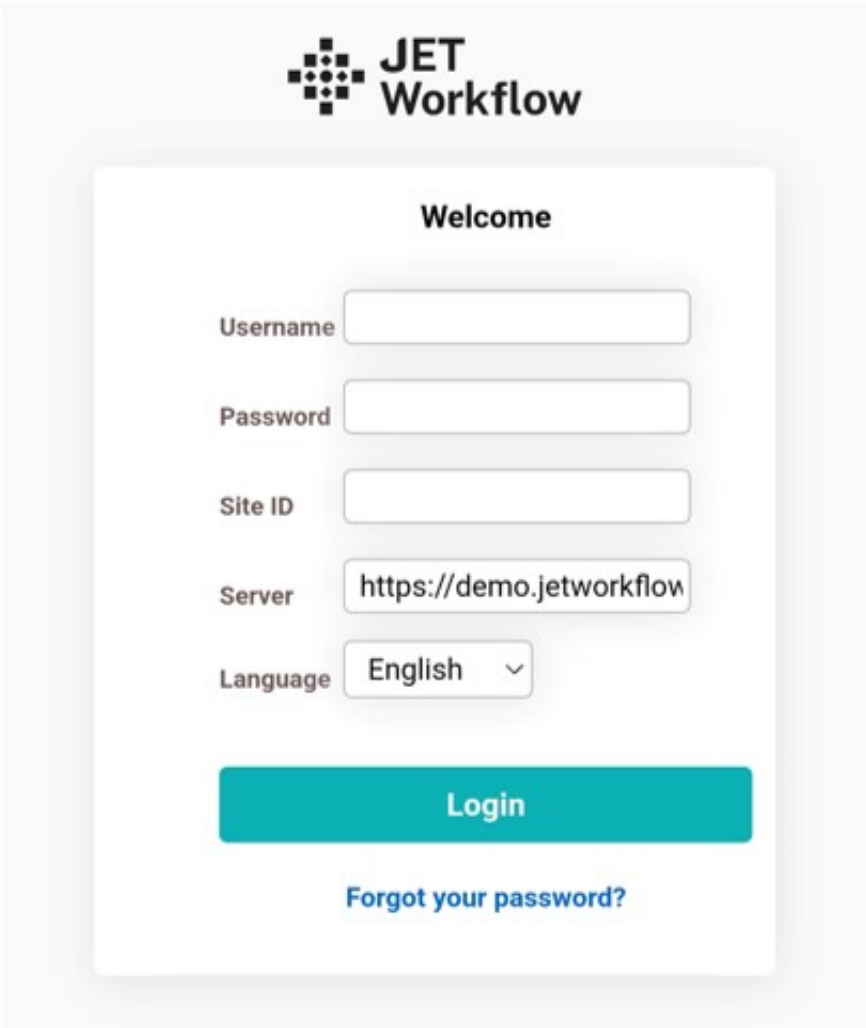 JET
Workflow
Welcome
Username
Password
Site ID
Server https://demo.jetworkflow
Language English
Login
Forgot your password?